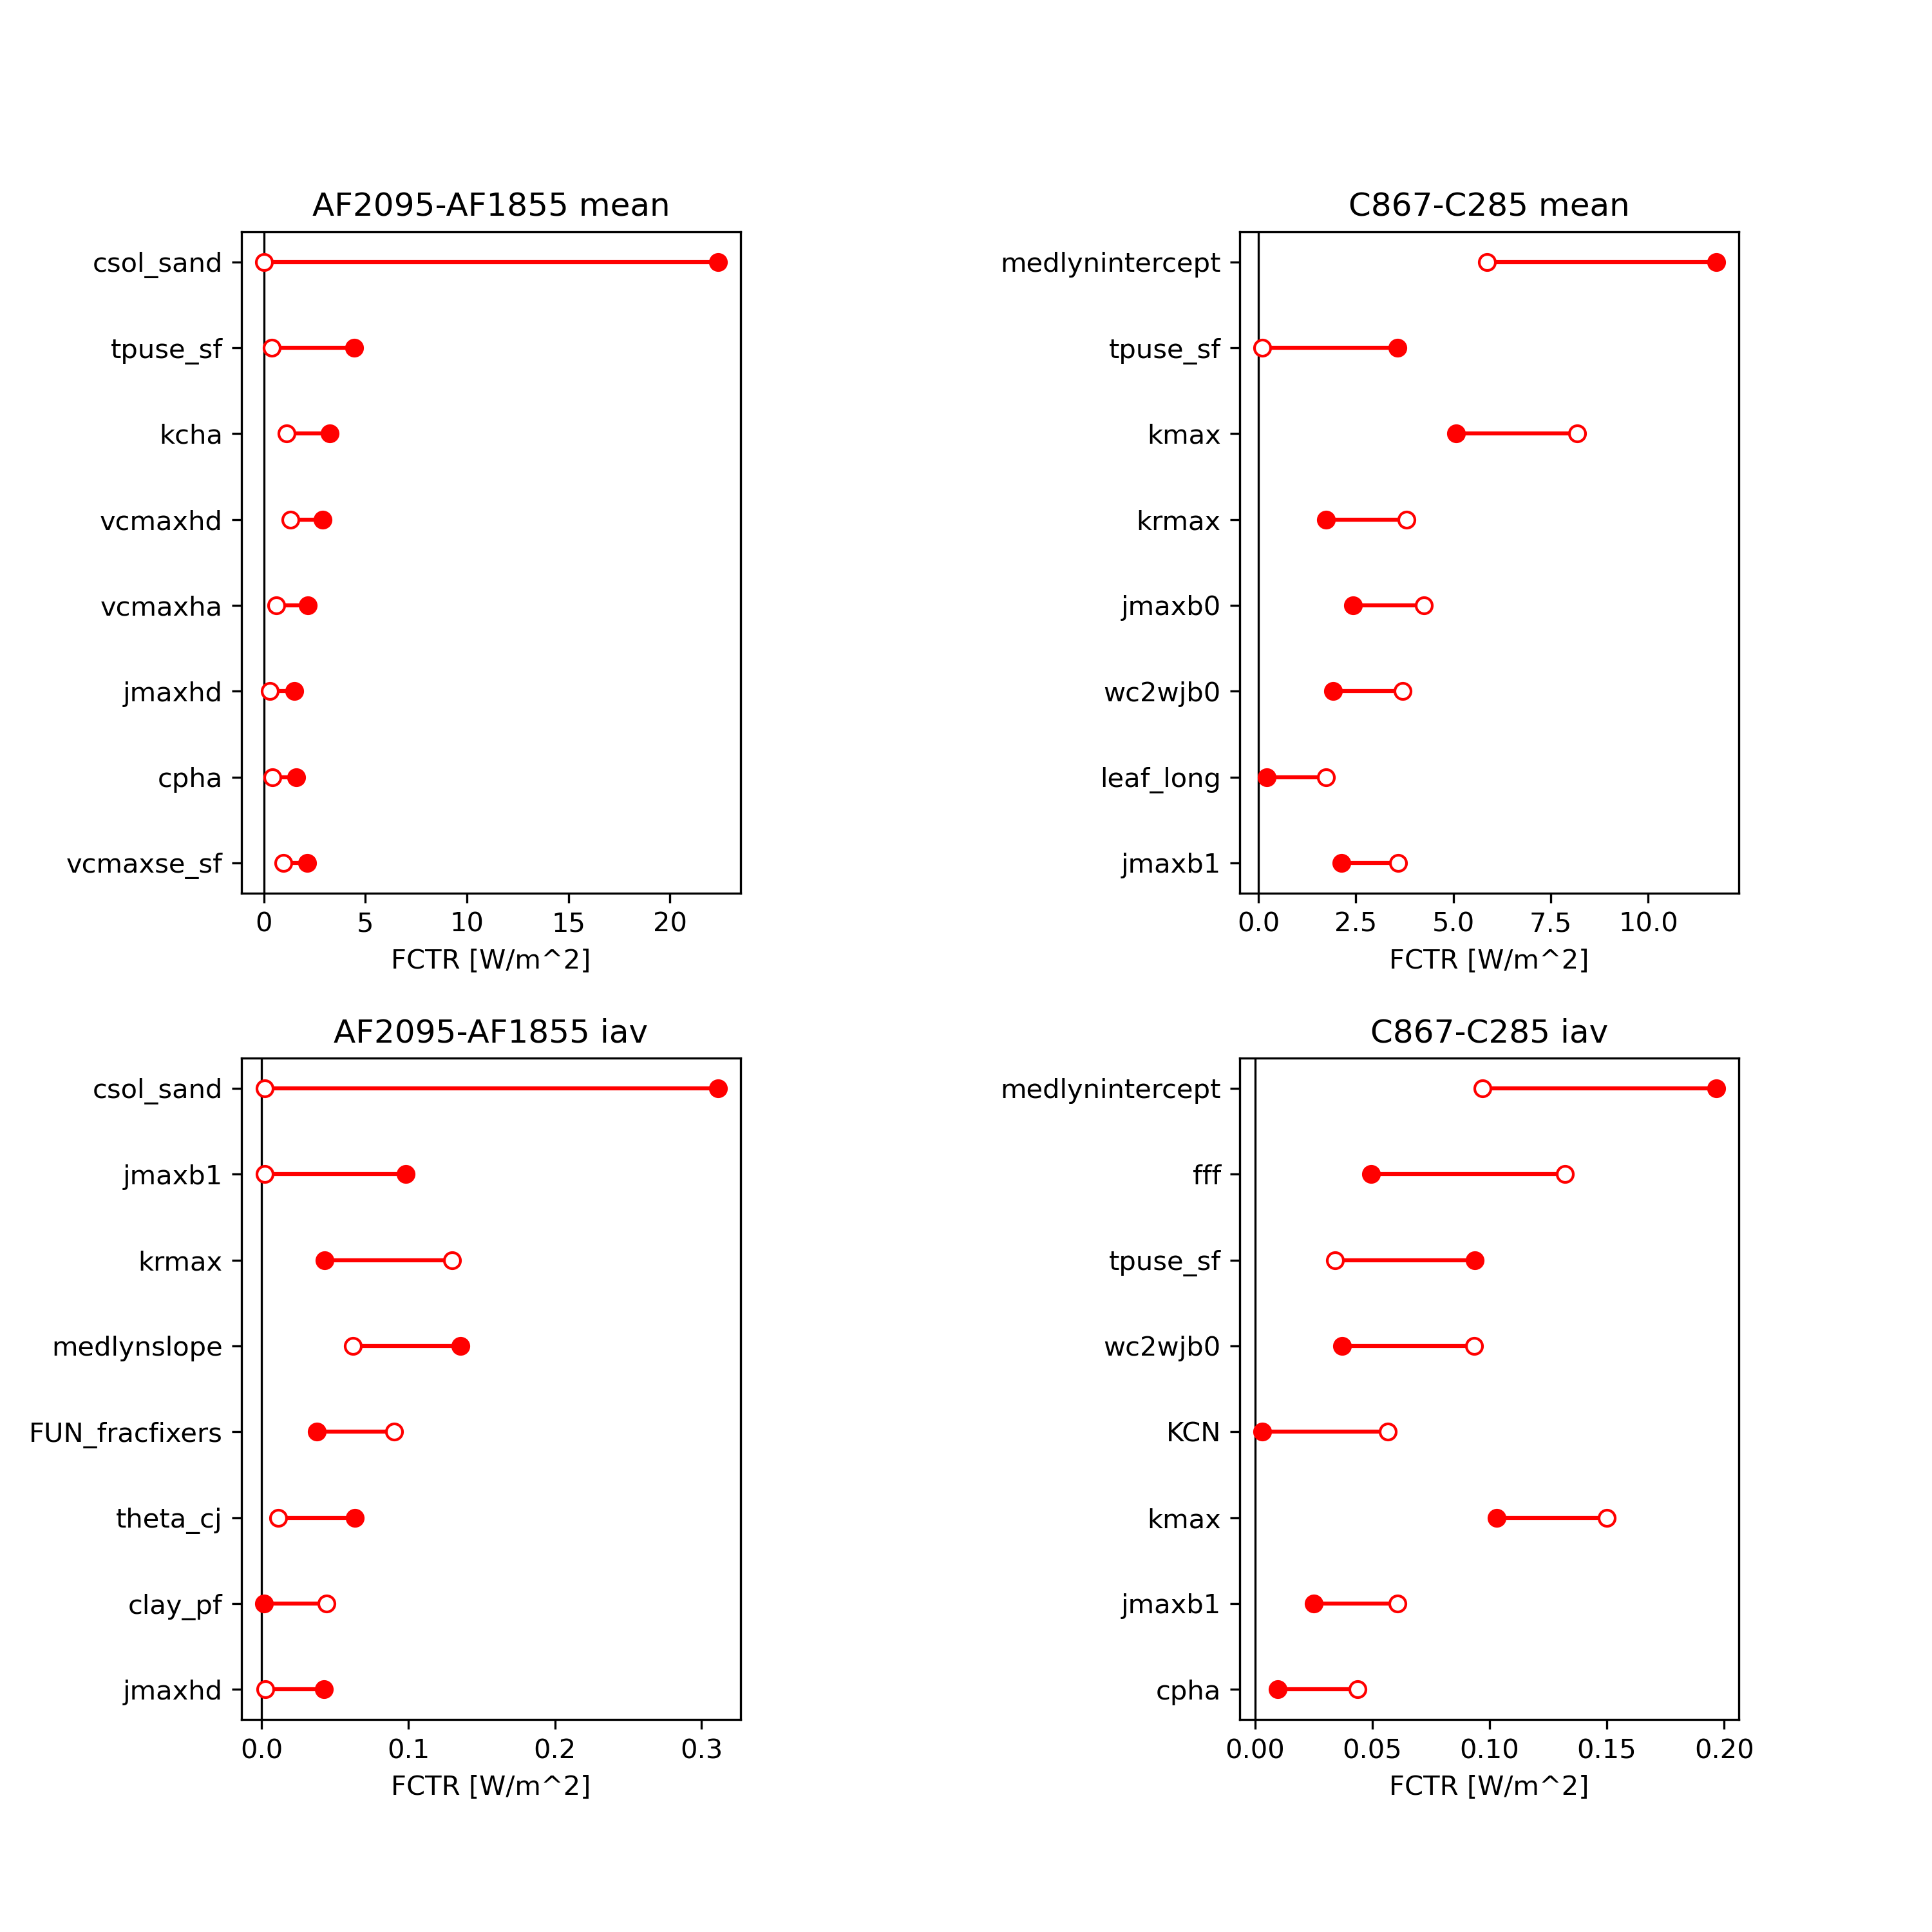 AF2095-AF1855 mean
csol_sand
tpuse_sf
kcha
vcmaxhd
vcmaxha
jmaxhd
cpha
vcmaxse_sf
0 5 10 15 20
FCTR [W/m^2]
C867-C285 mean
medlynintercept
tpuse_sf
kmax
krmax
jmaxb0
wc2wjb0
leaf_long
jmaxb1
0.0 2.5 5.0 7.5 10.0
FCTR [W/m^2]
AF2095-AF1855 iav
csol_sand
jmaxb1
krmax
medlynslope
FUN_fracfixers
theta_cj
clay_pf
jmaxhd
0.0 0.1 0.2 0.3
FCTR [W/m^2]
C867-C285 iav
medlynintercept
fff
tpuse_sf
wc2wjb0
KCN
kmax
jmaxb1
cpha
0.00 0.05 0.10 0.15 0.20
FCTR [W/m^2]